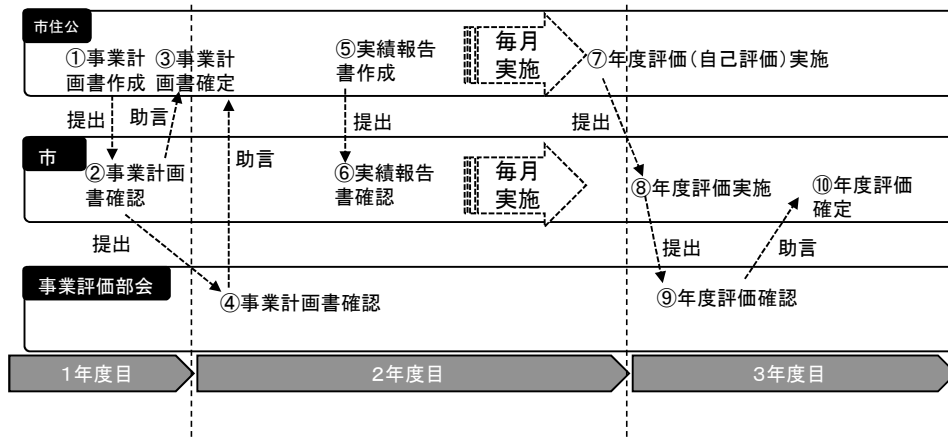 市住公
①事業計
画書作成
③事業計
画書確定
⑤実績報告
書作成
毎月
実施
⑦年度評価（自己評価）実施
提出
助言
助言
提出
提出
市
②事業計画
書確認
⑥実績報告
書確認
毎月
実施
⑧年度評価実施
⑩年度評価
確定
提出
提出
助言
事業評価部会
④事業計画書確認
⑨年度評価確認
１年度目
２年度目
３年度目